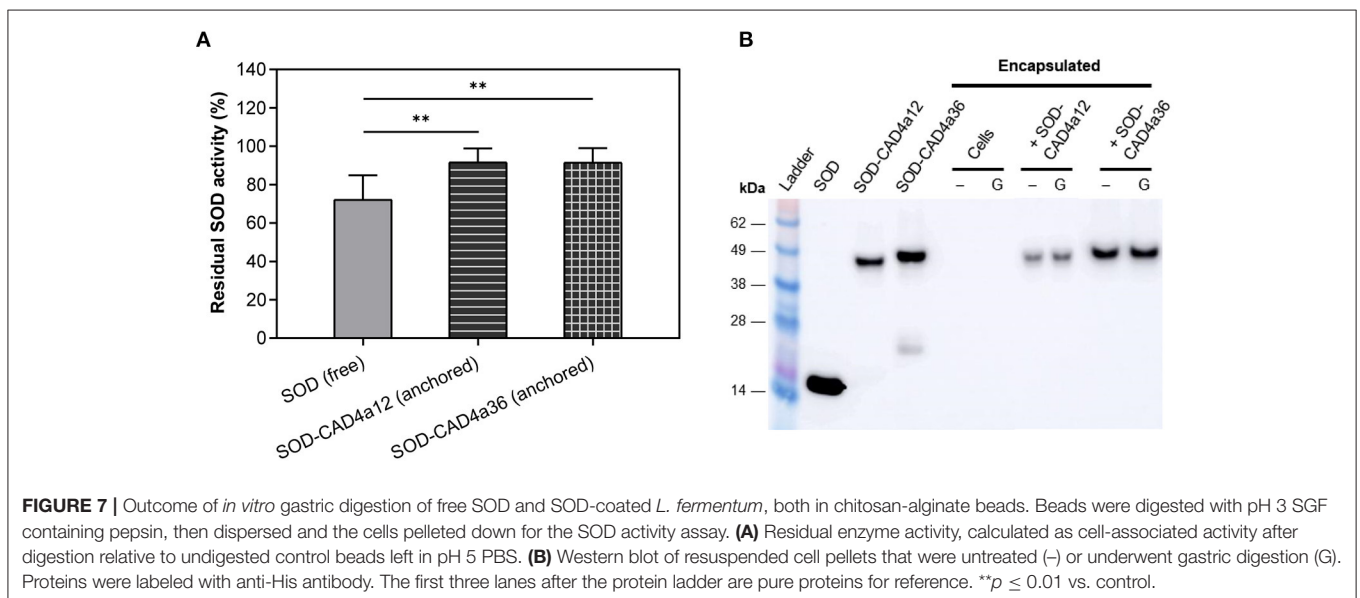 A
140
120
100
80
60
40
20
0
Residual SOD activity (%)
**
**
SOD (free)
SOD-CAD4a12 (anchored)
SOD-CAD4a36 (anchored)
B
Encapsulated
Ladder
SOD
SOD-CAD4a12
SOD-CAD4a36
Cells
+ SOD-
CAD4a12
+ SOD-
CAD4a36
kDa
– G – G – G
62
49
38
28
14
FIGURE 7 | Outcome of in vitro gastric digestion of free SOD and SOD-coated L. fermentum, both in chitosan-alginate beads. Beads were digested with pH 3 SGF
containing pepsin, then dispersed and the cells pelleted down for the SOD activity assay. (A) Residual enzyme activity, calculated as cell-associated activity after
digestion relative to undigested control beads left in pH 5 PBS. (B) Western blot of resuspended cell pellets that were untreated (–) or underwent gastric digestion (G).
Proteins were labeled with anti-His antibody. The first three lanes after the protein ladder are pure proteins for reference. **p ≤ 0.01 vs. control.